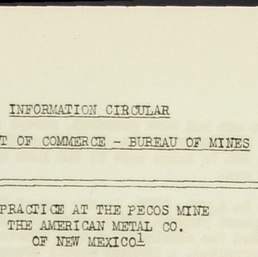 INFORMATION CIRCULAR
T OF COMMERCE - BUREAU OF MINES
PRACTICE AT THE PECOS MINE
THE AMERICAN METAL CO.
OF NEW MEXICO1